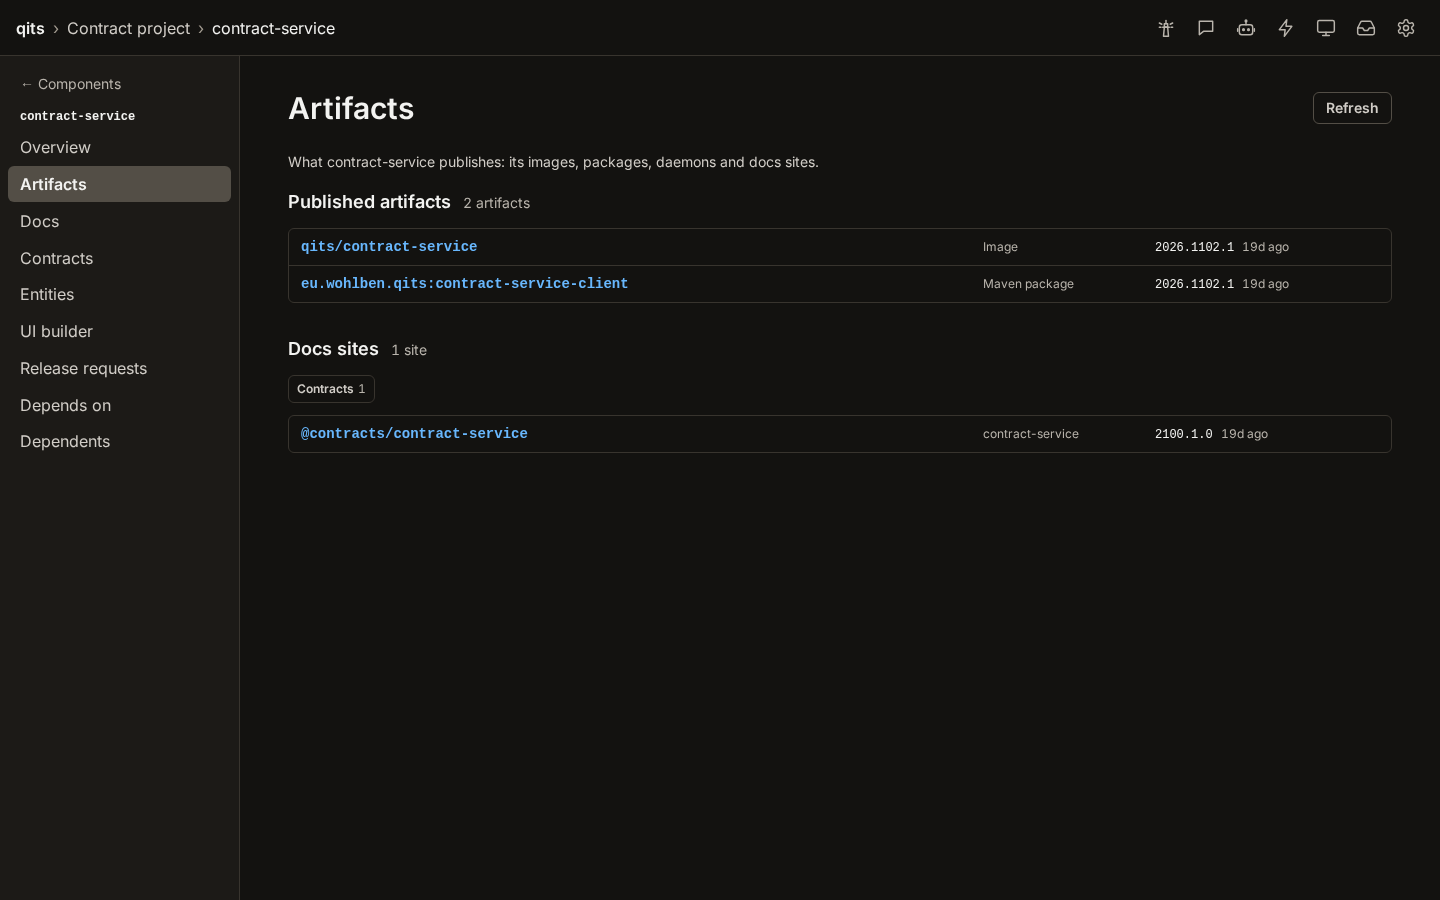 qits › Contract project › contract-service
← Components
contract-service
Overview
Artifacts
Docs
Contracts
Entities
UI builder
Release requests
Depends on
Dependents
Artifacts
Refresh
What contract-service publishes: its images, packages, daemons and docs sites.
Published artifacts 2 artifacts
qits/contract-service Image 2026.1102.1 19d ago
eu.wohlben.qits:contract-service-client Maven package 2026.1102.1 19d ago
Docs sites 1 site
Contracts 1
@contracts/contract-service contract-service 2100.1.0 19d ago